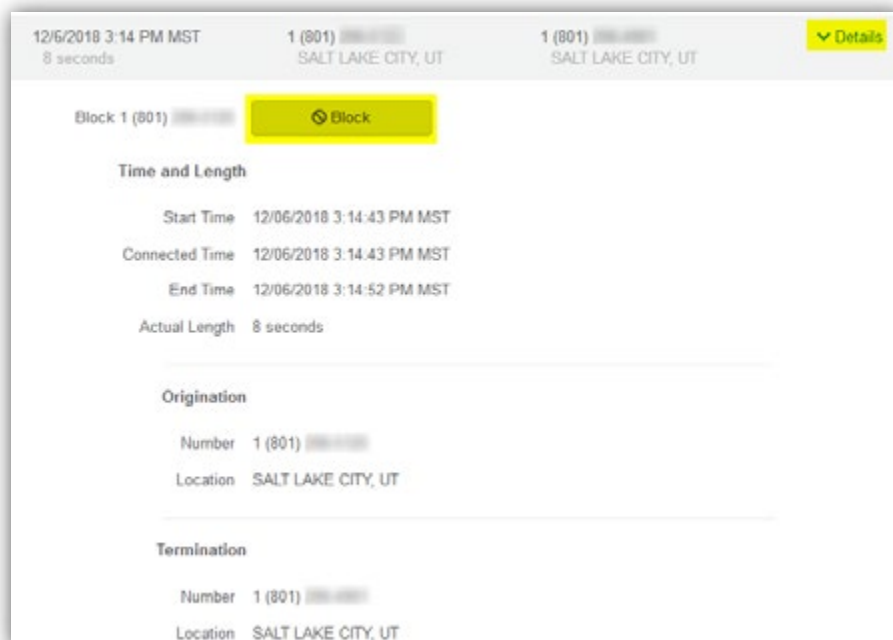 12/6/2018 3:14 PM MST 1 (801) 1 (801) Details
8 seconds SALT LAKE CITY, UT SALT LAKE CITY, UT
Block 1 (801) Block
Time and Length
Start Time 12/06/2018 3:14:43 PM MST
Connected Time 12/06/2018 3:14:43 PM MST
End Time 12/06/2018 3:14:52 PM MST
Actual Length 8 seconds
Origination
Number 1 (801)
Location SALT LAKE CITY, UT
Termination
Number 1 (801)
Location SALT LAKE CITY, UT